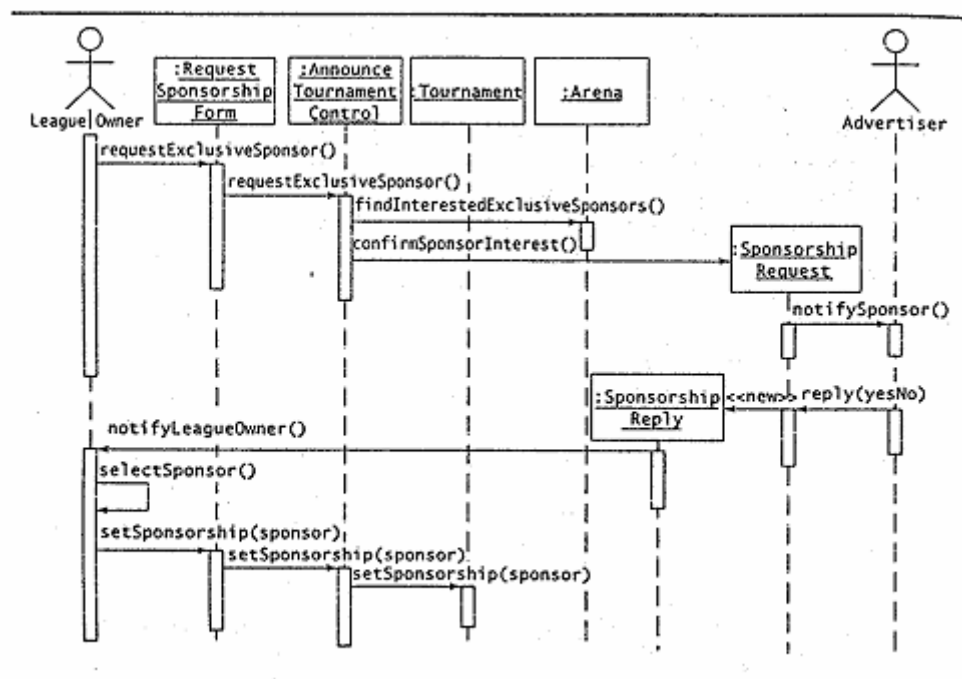 :Request
Sponsorship
Form
:Announce
Tournament
Control
:Tournament
:Arena
League Owner
Advertiser
requestExclusiveSponsor()
requestExclusiveSponsor()
findInterestedExclusiveSponsors()
confirmSponsorInterest()
:Sponsorship
Request
notifySponsor()
:Sponsorship
Reply
<<new>>
reply(yesNo)
notifyLeagueOwner()
selectSponsor()
setSponsorship(sponsor)
setSponsorship(sponsor)
setSponsorship(sponsor)